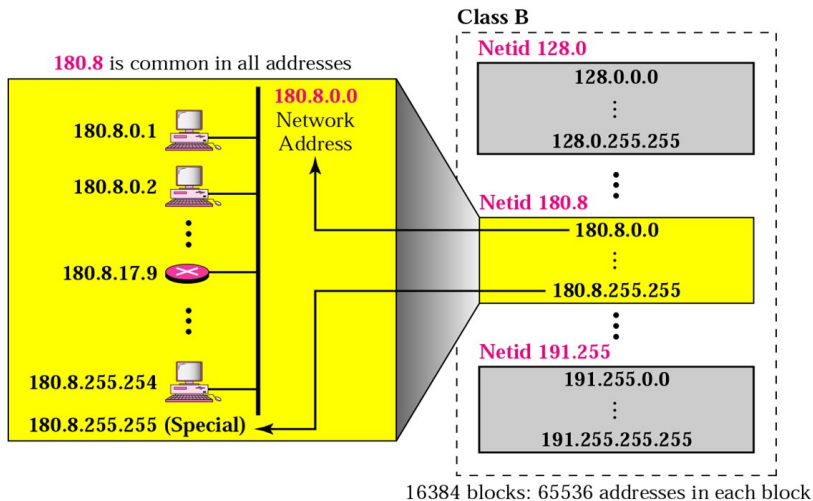 Class B
180.8 is common in all addresses
180.8.0.0
Network
Address
180.8.0.1
180.8.0.2
180.8.17.9
180.8.255.254
180.8.255.255 (Special)
Netid 128.0
128.0.0.0
128.0.255.255
Netid 180.8
180.8.0.0
180.8.255.255
Netid 191.255
191.255.0.0
191.255.255.255
16384 blocks: 65536 addresses in each block